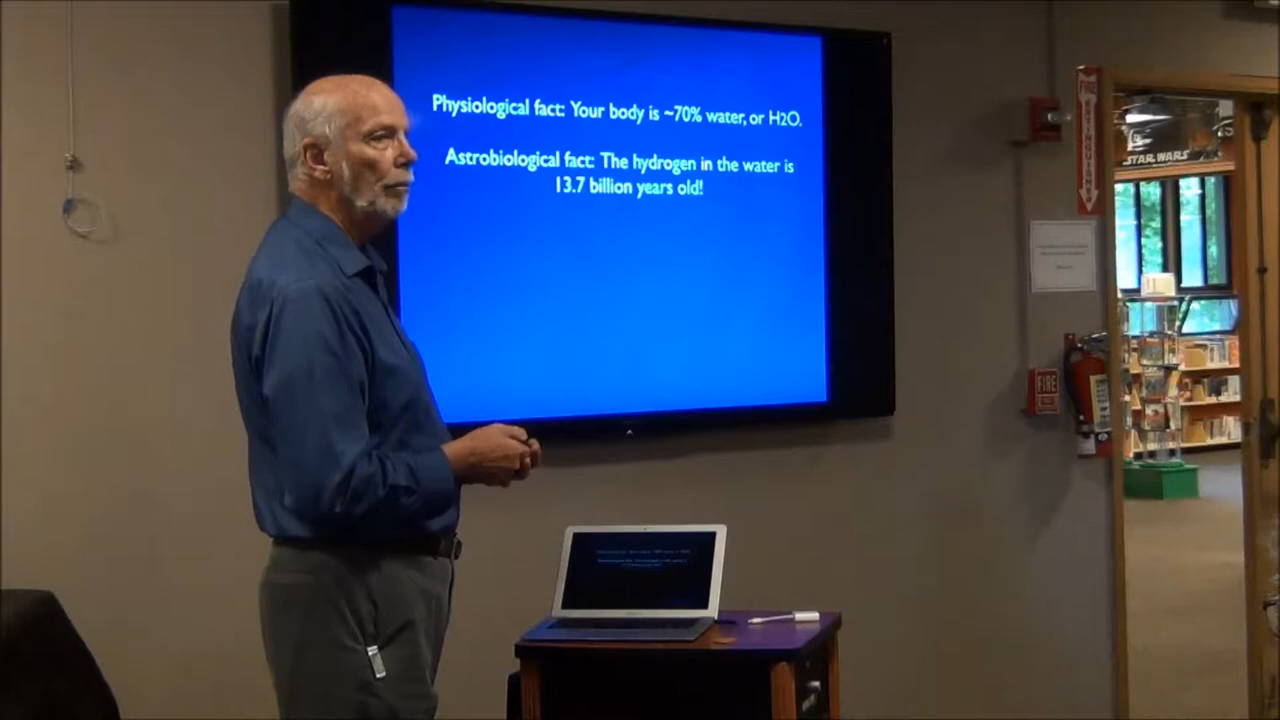 Physiological fact: Your body is ~70% water, or H2O.
Astrobiological fact: The hydrogen in the water is
13.7 billion years old!
FIRE
EXTINGUISHER
STAR WARS
FIRE